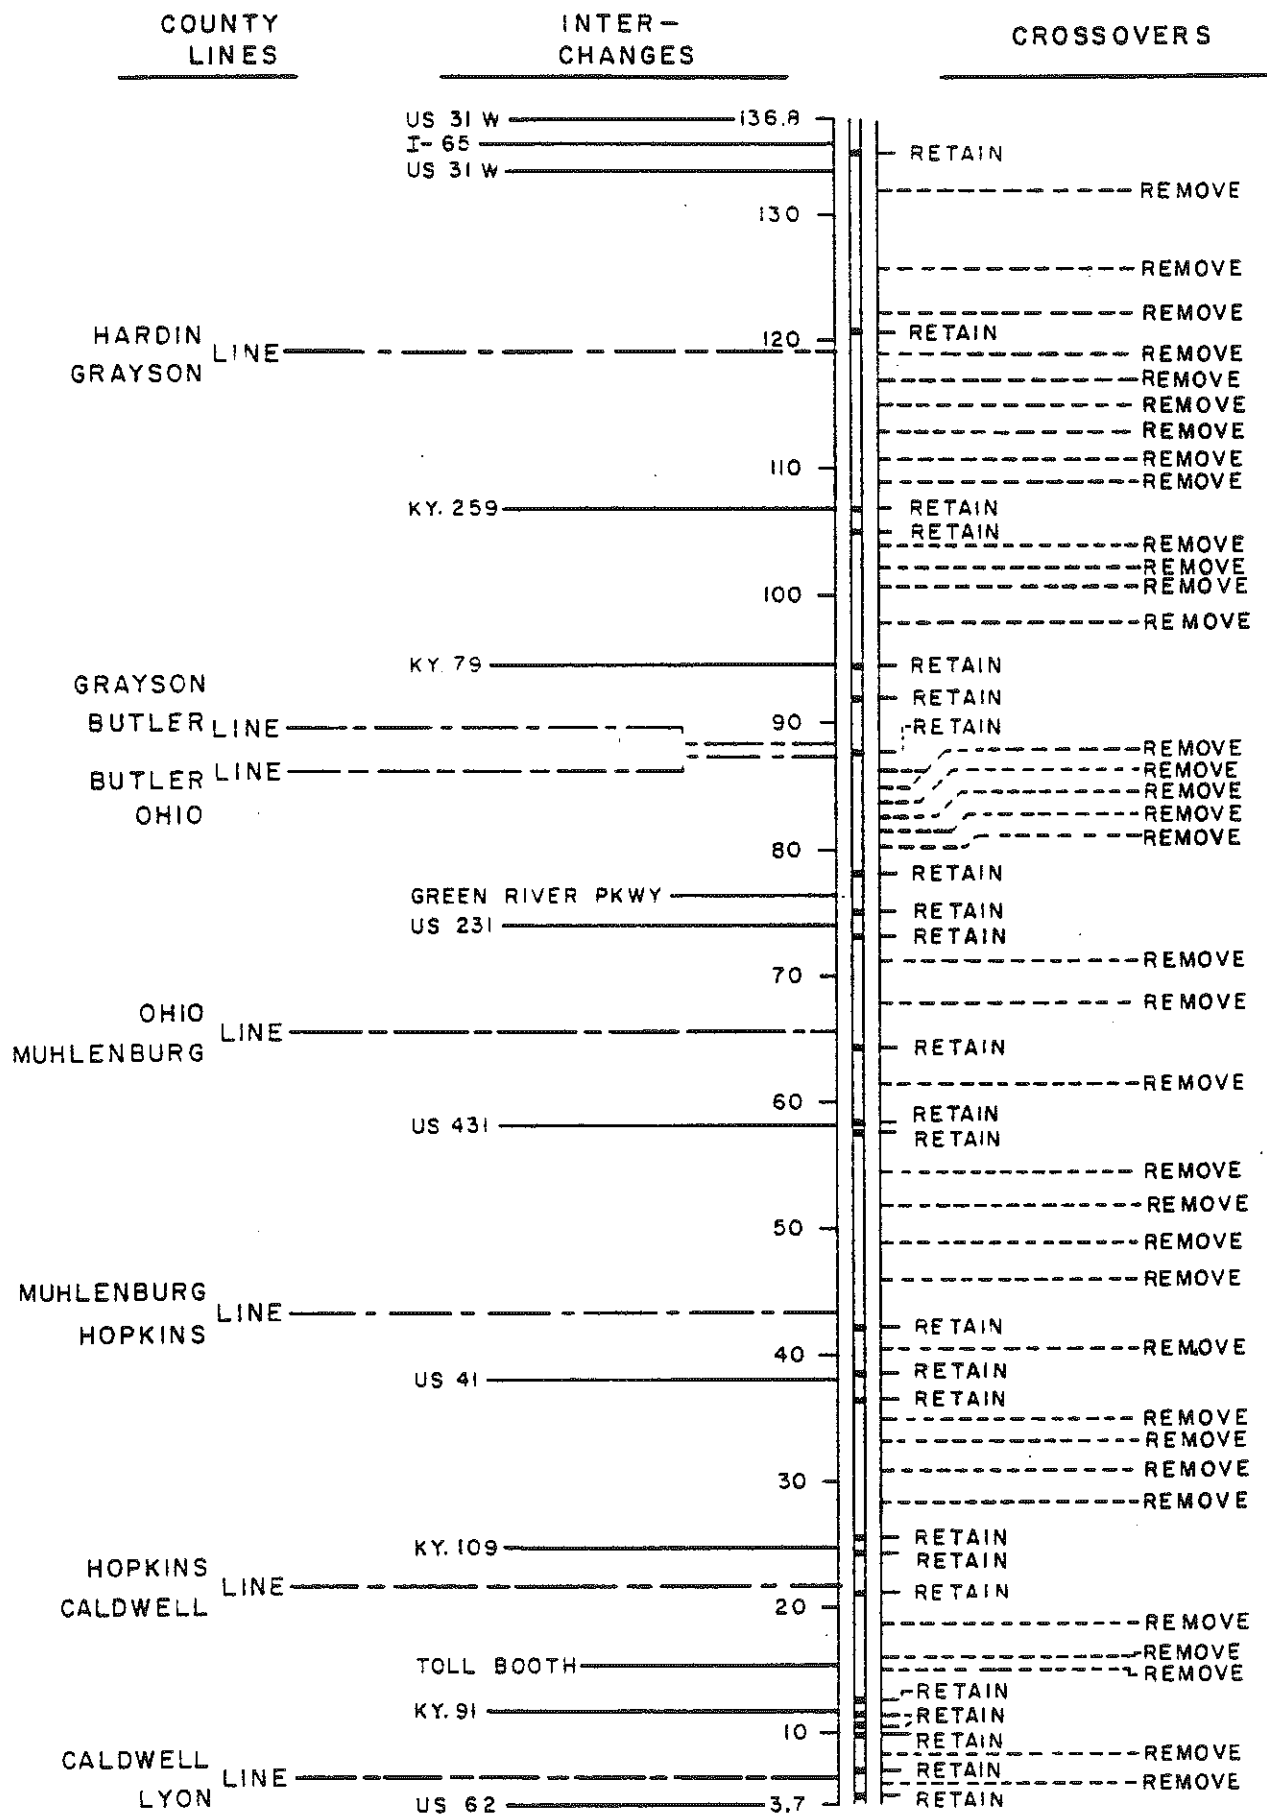 COUNTY LINES
INTER-CHANGES
CROSSOVERS
US 31 W 136.8
I-65
RETAIN
US 31 W
REMOVE
130
REMOVE
REMOVE
HARDIN
RETAIN
LINE
120
REMOVE
GRAYSON
REMOVE
REMOVE
REMOVE
REMOVE
110
REMOVE
KY. 259
RETAIN
RETAIN
REMOVE
REMOVE
REMOVE
100
REMOVE
KY. 79
RETAIN
GRAYSON
RETAIN
BUTLER LINE
90
RETAIN
REMOVE
BUTLER LINE
REMOVE
REMOVE
OHIO
REMOVE
REMOVE
80
RETAIN
GREEN RIVER PKWY
RETAIN
US 231
RETAIN
REMOVE
70
REMOVE
OHIO
LINE
MUHLENBURG
RETAIN
REMOVE
60
RETAIN
US 431
RETAIN
REMOVE
REMOVE
50
REMOVE
REMOVE
MUHLENBURG
LINE
HOPKINS
RETAIN
REMOVE
40
RETAIN
US 41
RETAIN
REMOVE
REMOVE
REMOVE
30
REMOVE
RETAIN
KY. 109
RETAIN
HOPKINS
LINE
RETAIN
CALDWELL
20
REMOVE
REMOVE
TOLL BOOTH
REMOVE
RETAIN
KY. 91
RETAIN
10
RETAIN
REMOVE
CALDWELL
RETAIN
LINE
REMOVE
LYON
RETAIN
US 62 3.7